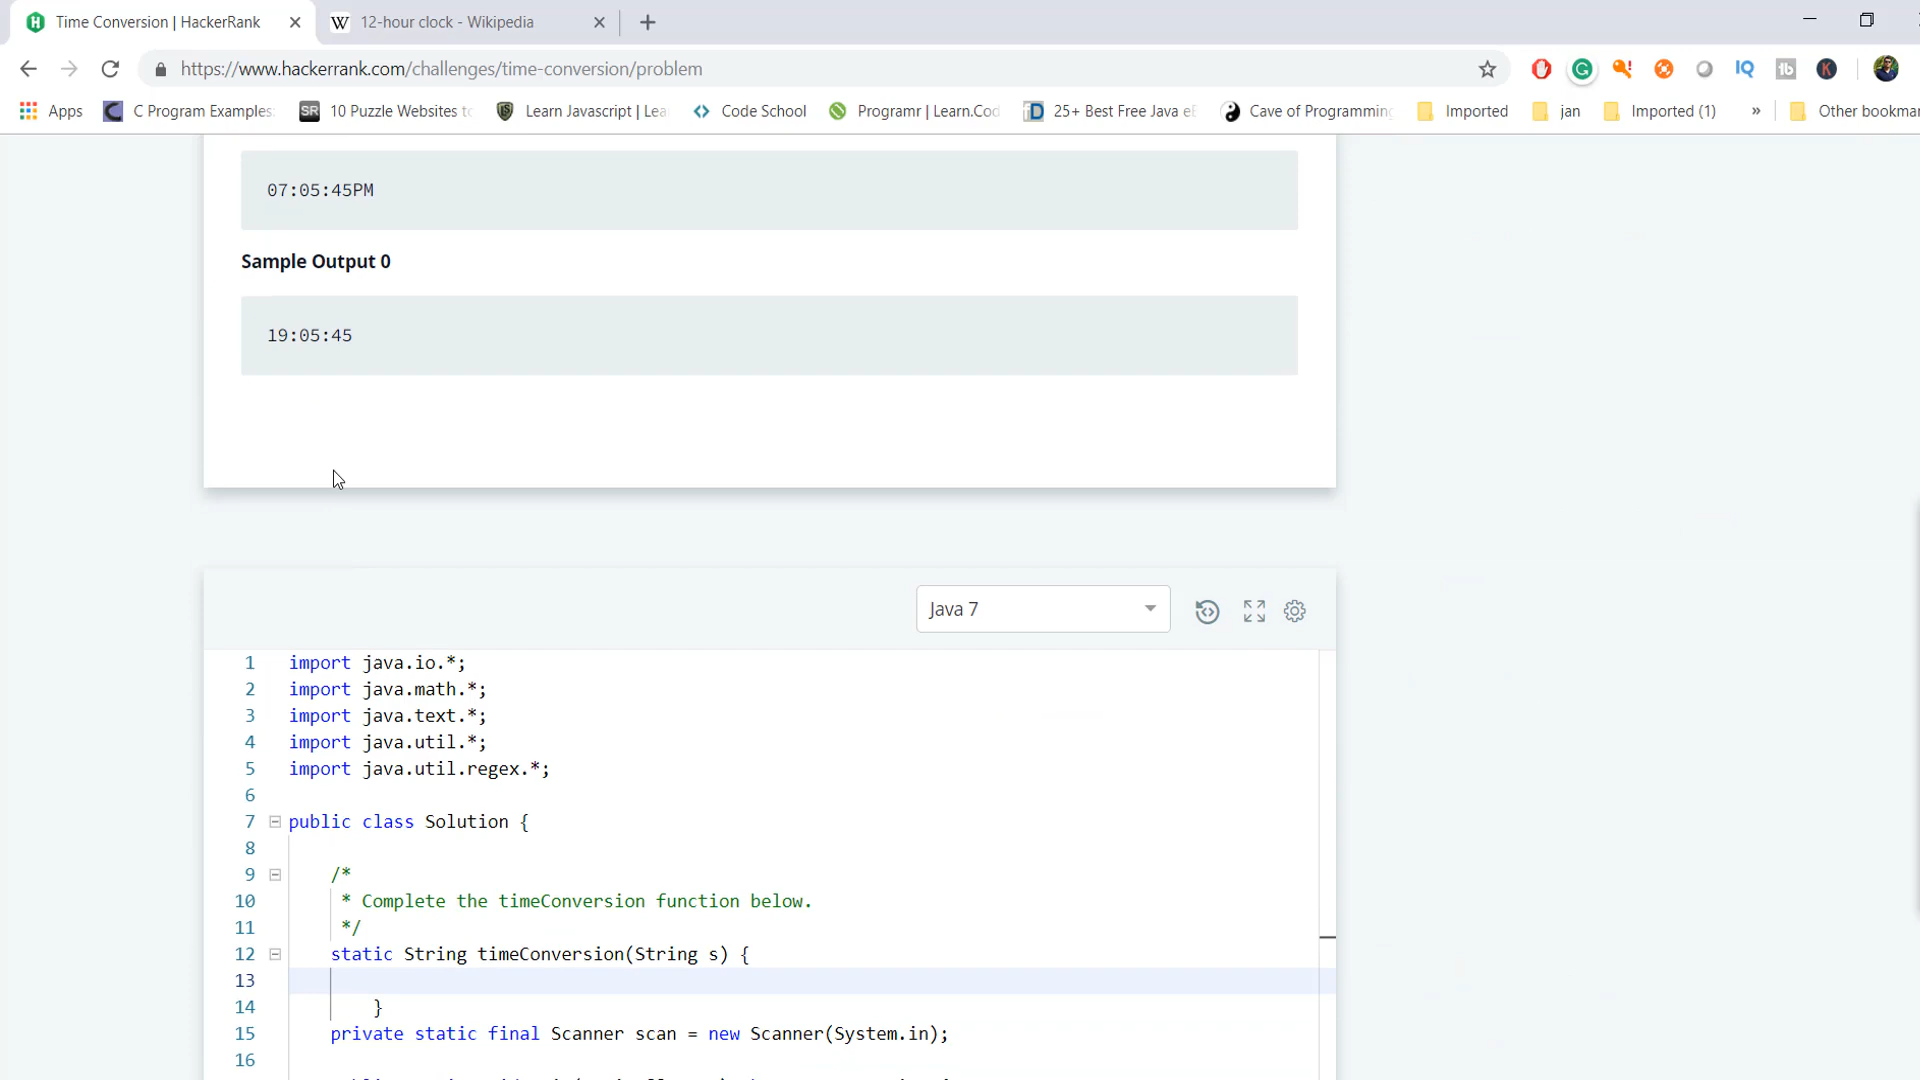 Time Conversion | HackerRank
12-hour clock - Wikipedia
https://www.hackerrank.com/challenges/time-conversion/problem
Apps C Program Examples: 10 Puzzle Websites to Learn Javascript | Lea Code School Programr | Learn.Cod 25+ Best Free Java e Cave of Programming Imported jan Imported (1) » Other bookmar
07:05:45PM
Sample Output 0
19:05:45
Java 7
1 import java.io.*;
2 import java.math.*;
3 import java.text.*;
4 import java.util.*;
5 import java.util.regex.*;
6
7 public class Solution {
8
9 /*
10 * Complete the timeConversion function below.
11 */
12 static String timeConversion(String s) {
13
14 }
15 private static final Scanner scan = new Scanner(System.in);
16